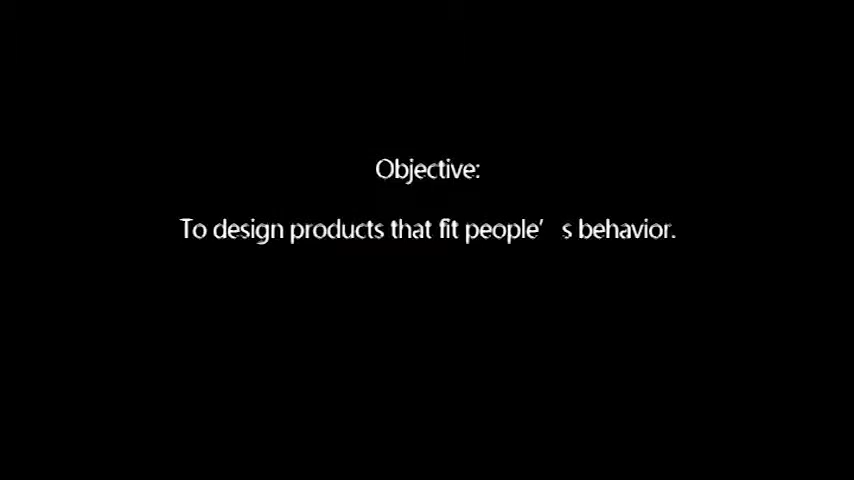 Objective:
To design products that fit people’s behavior.